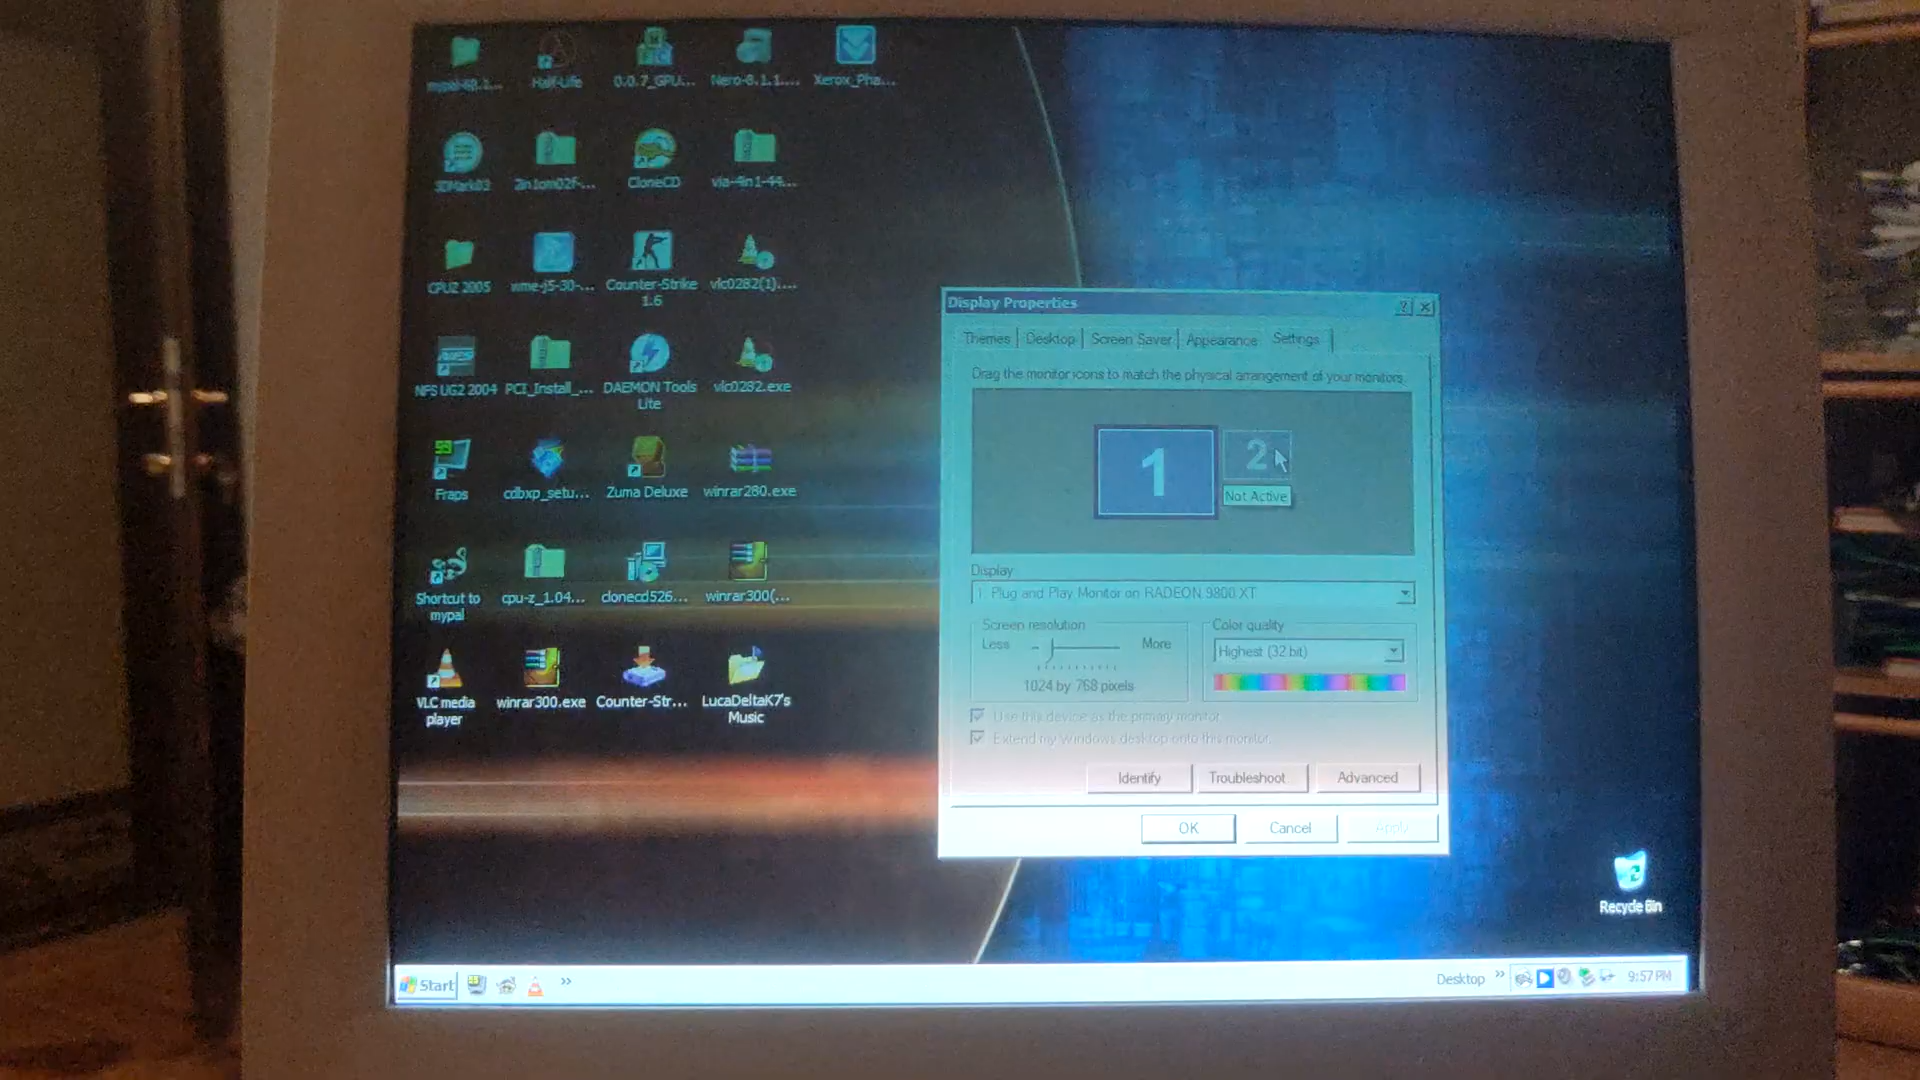 mypal-68.1...
Half-Life
0.0.7_GPU...
Nero-8.1.1....
Xerox_Pha...
3DMark03
2in1om02f-...
CloneCD
via-4in1-44...
CPUZ 2005
wme-j5-30-...
Counter-Strike
1.6
vlc0282(1)....
NFS UG2 2004
PCI_Install_...
DAEMON Tools
Lite
vlc0282.exe
Fraps
cdbxp_setu...
Zuma Deluxe
winrar280.exe
Shortcut to
mypal
cpu-z_1.04...
clonecd526...
winrar300(...
VLC media
player
winrar300.exe
Counter-Str...
LucaDeltaK7's
Music
Display Properties
Themes
Desktop
Screen Saver
Appearance
Settings
Drag the monitor icons to match the physical arrangement of your monitors.
1
2
Not Active
Display
1. Plug and Play Monitor on RADEON 9800 XT
Screen resolution
Less
More
1024 by 768 pixels
Color quality
Highest (32 bit)
Use this device as the primary monitor.
Extend my Windows desktop onto this monitor.
Identify
Troubleshoot...
Advanced
OK
Cancel
Apply
Recycle Bin
Start
»
Desktop
»
9:57 PM